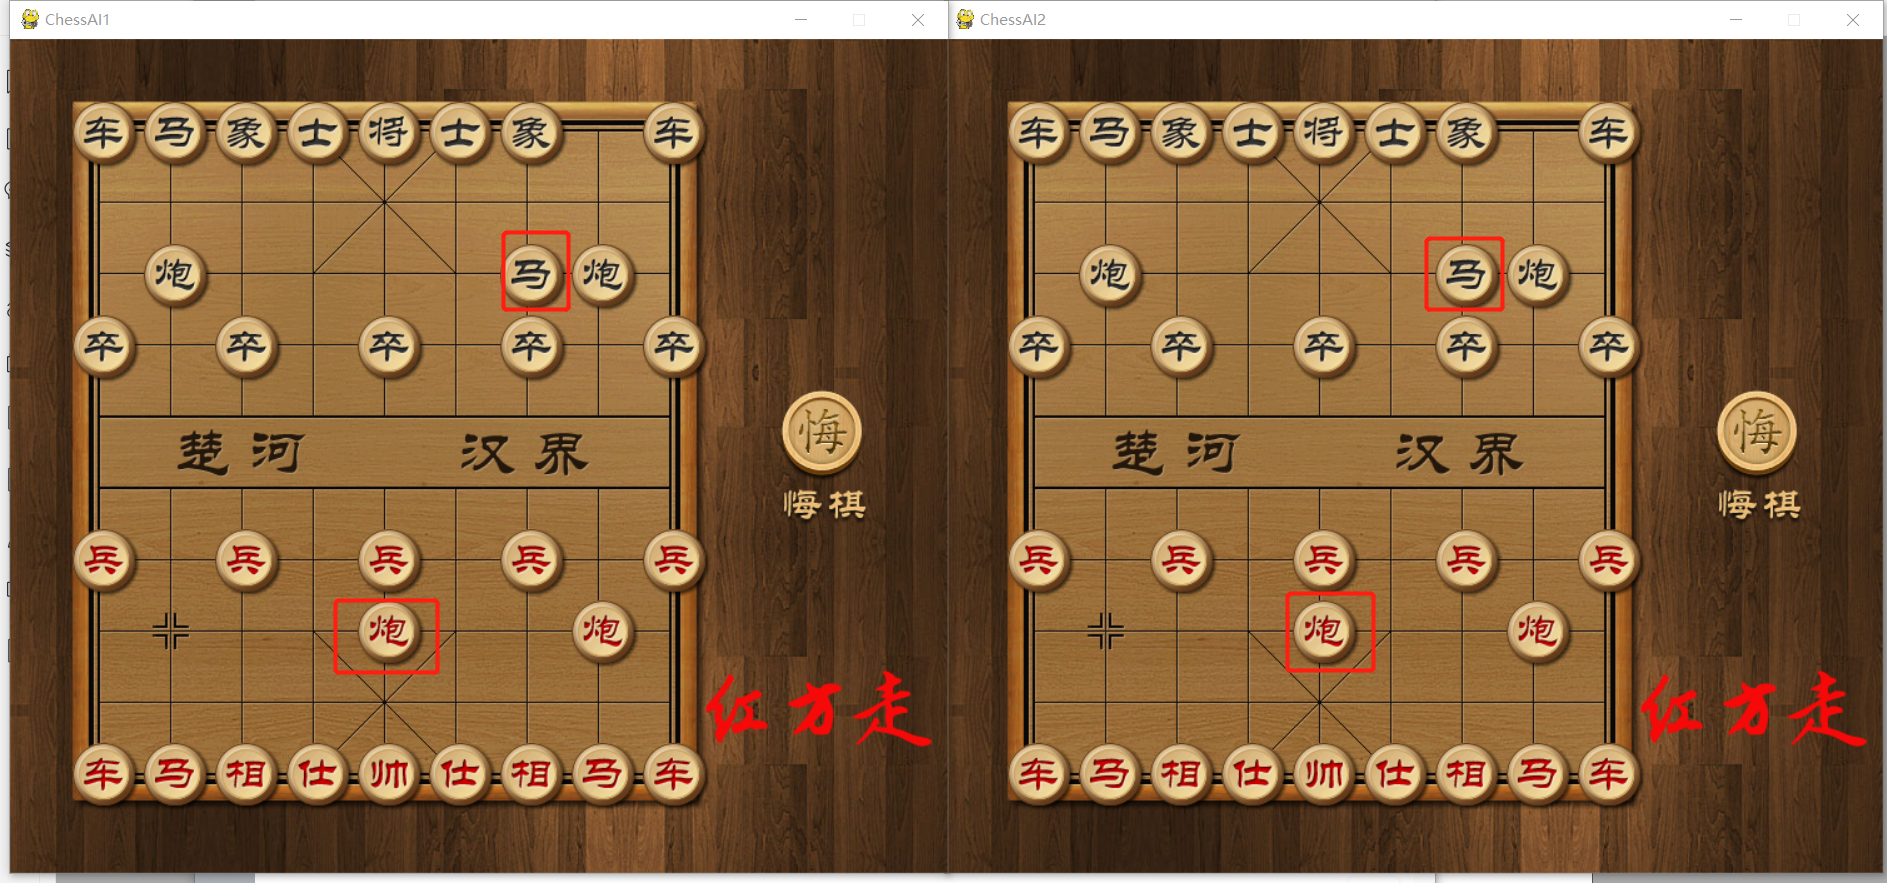 ChessAI1
车 马 象 士 将 士 象 车
马 炮
炮
卒 卒 卒 卒 卒
楚河 汉界
悔
悔棋
兵 兵 兵 兵 兵
炮 炮
红方走
车 马 相 仕 帅 仕 相 马 车
ChessAI2
车 马 象 士 将 士 象 车
炮 马 炮
卒 卒 卒 卒 卒
楚河 汉界
悔
悔棋
兵 兵 兵 兵 兵
炮 炮
红方走
车 马 相 仕 帅 仕 相 马 车